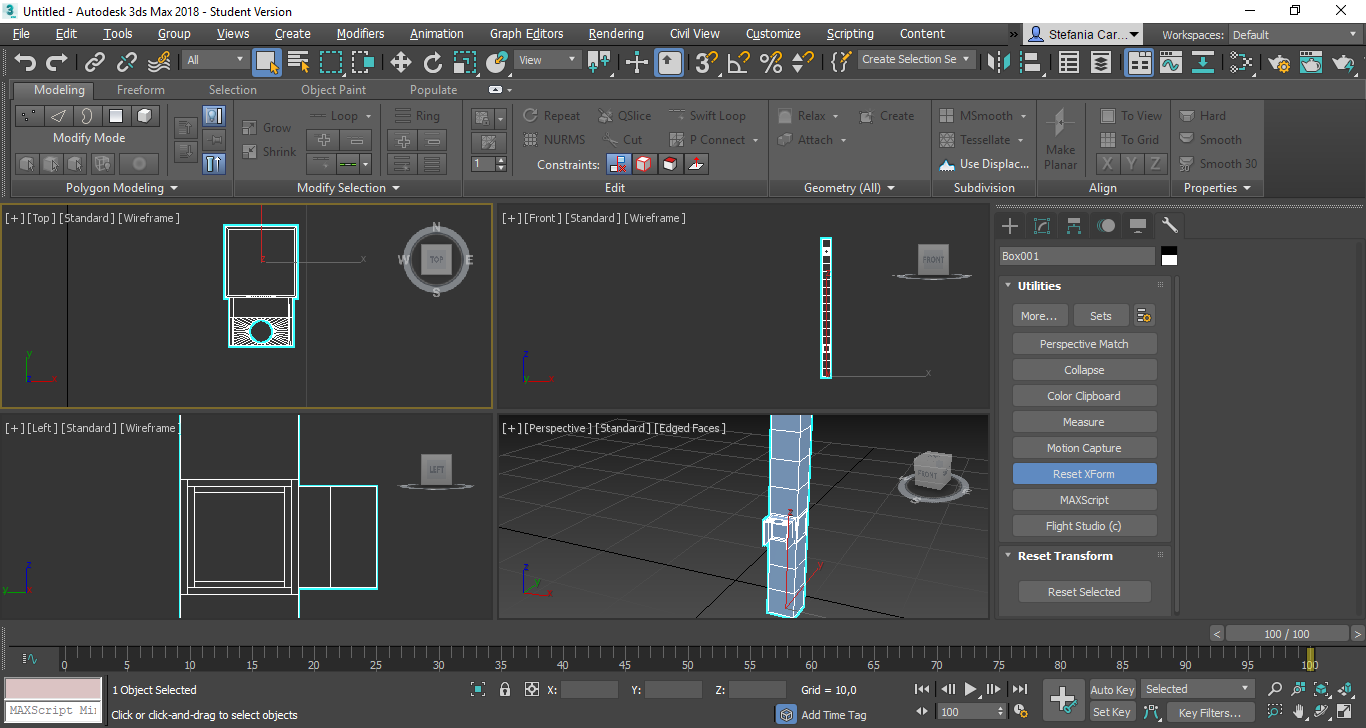 3 Untitled - Autodesk 3ds Max 2018 - Student Version
File Edit Tools Group Views Create Modifiers Animation Graph Editors Rendering Civil View Customize Scripting Content » Stefania Car... Workspaces: Default
All View 3 % Create Selection Se
Modeling Freeform Selection Object Paint Populate
Modify Mode
Polygon Modeling
Grow
Shrink
Loop
Ring
Modify Selection
1
Repeat QSlice Swift Loop
NURMS Cut P Connect
Constraints:
Edit
Relax Create
Attach
Geometry (All)
MSmooth
Tessellate
Use Displac...
Subdivision
Make
Planar
To View
To Grid
X Y Z
Align
Hard
Smooth
Smooth 30
Properties
[+] [Top] [Standard] [Wireframe]
N
W TOP E
S
x
z
y
z x
[+] [Front] [Standard] [Wireframe]
FRONT
x
z
y x
[+] [Left] [Standard] [Wireframe]
LEFT
z
y
[+] [Perspective] [Standard] [Edged Faces]
FRONT
S
z
y
z
y
x
Box001
Utilities
More... Sets
Perspective Match
Collapse
Color Clipboard
Measure
Motion Capture
Reset XForm
MAXScript
Flight Studio (c)
Reset Transform
Reset Selected
< 100 / 100 >
0 5 10 15 20 25 30 35 40 45 50 55 60 65 70 75 80 85 90 95 100
1 Object Selected X: Y: Z: Grid = 10,0
MAXScript Mi
Click or click-and-drag to select objects
Add Time Tag
100
Auto Key Selected
Set Key Key Filters...